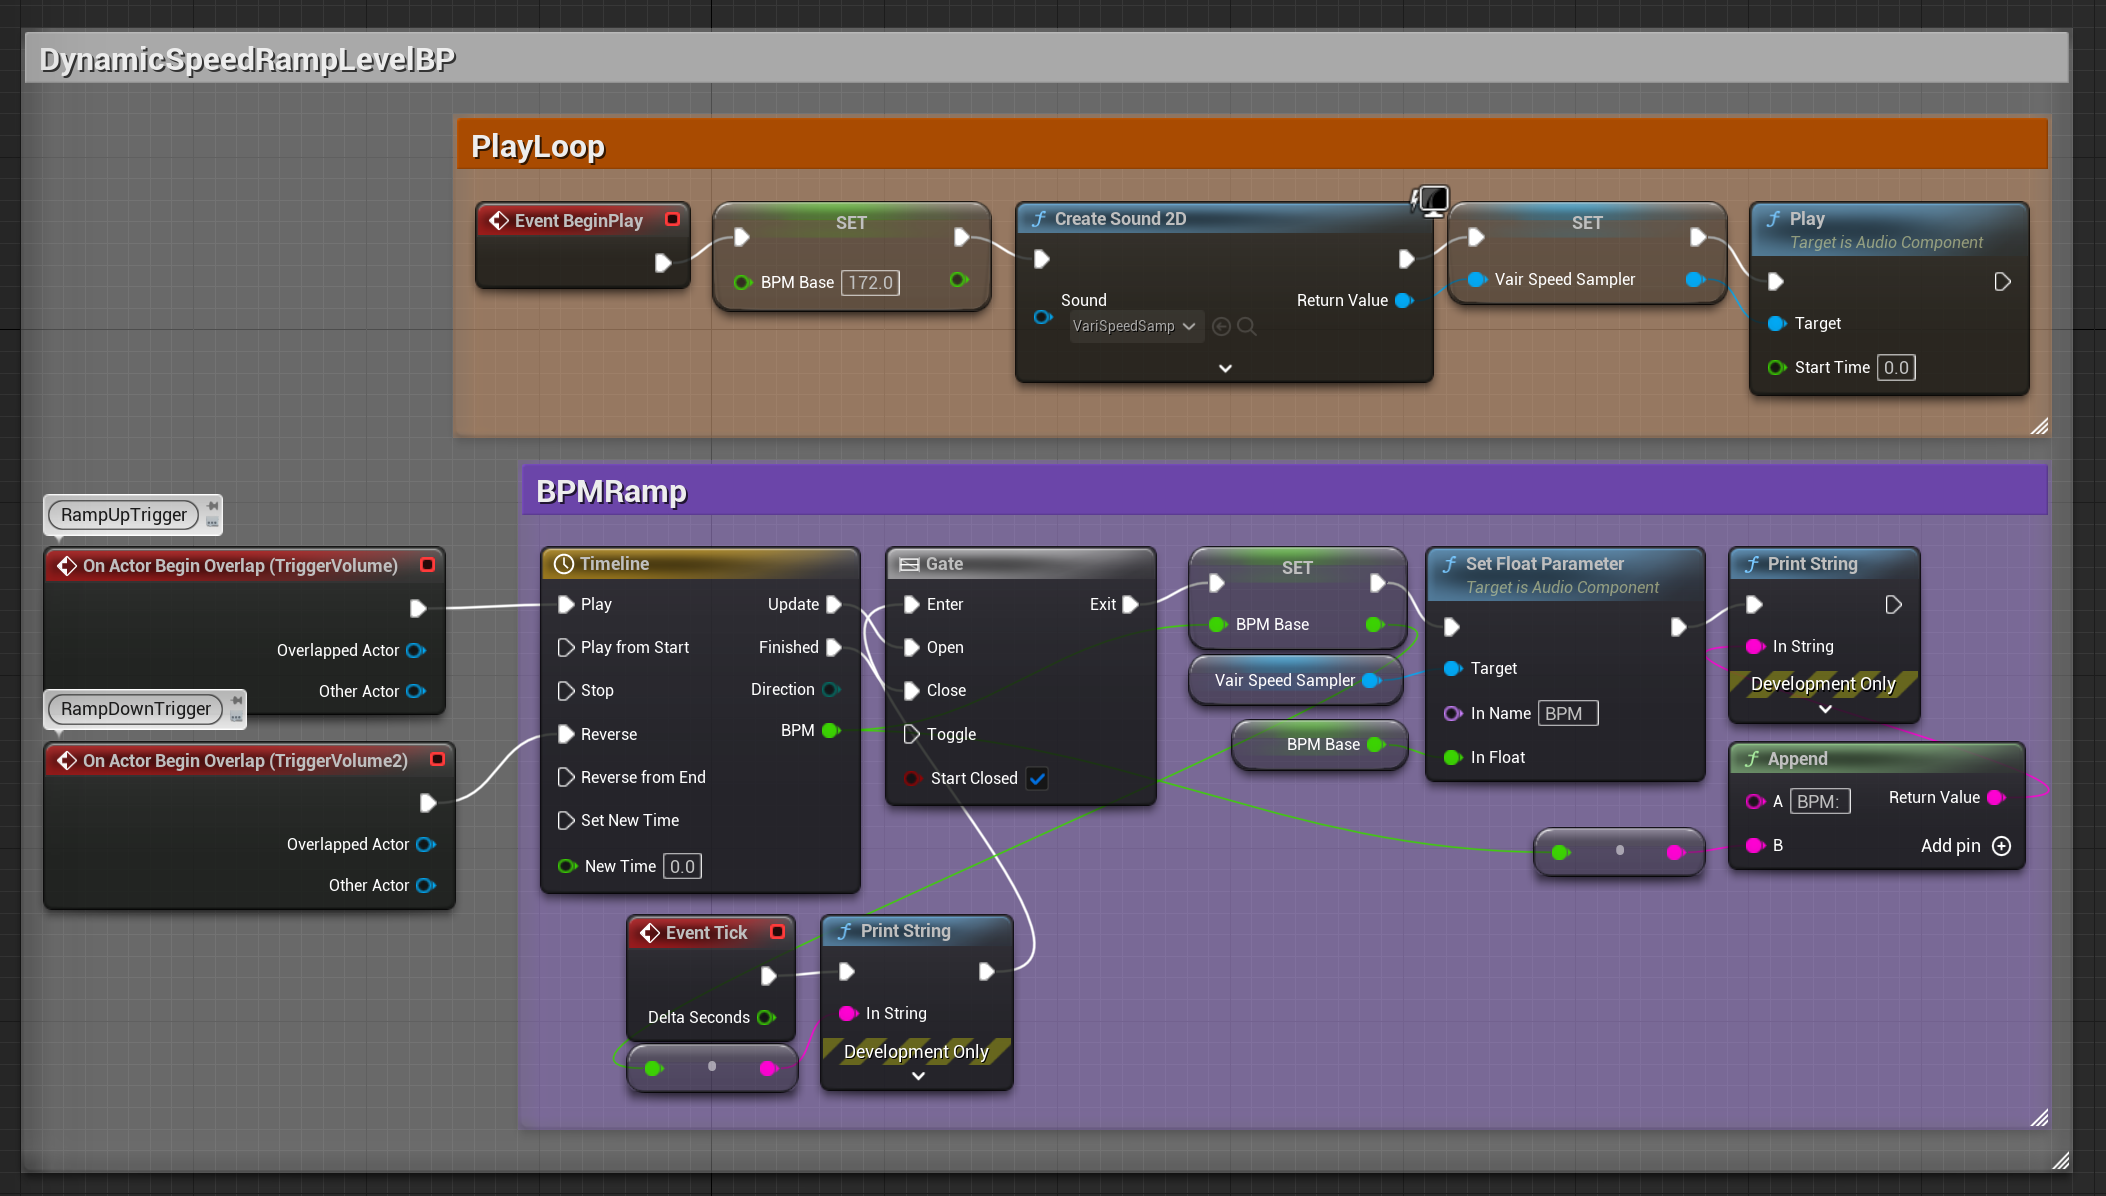 DynamicSpeedRampLevelBP
PlayLoop
Event BeginPlay
SET
BPM Base 172.0
Create Sound 2D
Sound
VariSpeedSamp
Return Value
SET
Vair Speed Sampler
Play
Target is Audio Component
Target
Start Time 0.0
BPMRamp
RampUpTrigger
On Actor Begin Overlap (TriggerVolume)
Overlapped Actor
Other Actor
RampDownTrigger
On Actor Begin Overlap (TriggerVolume2)
Overlapped Actor
Other Actor
Timeline
Play
Update
Play from Start
Finished
Stop
Direction
Reverse
BPM
Reverse from End
Set New Time
New Time 0.0
Gate
Enter
Exit
Open
Close
Toggle
Start Closed
SET
BPM Base
Vair Speed Sampler
BPM Base
Set Float Parameter
Target is Audio Component
Target
In Name BPM
In Float
Print String
In String
Development Only
Append
A BPM:
Return Value
B
Add pin
Event Tick
Delta Seconds
Print String
In String
Development Only